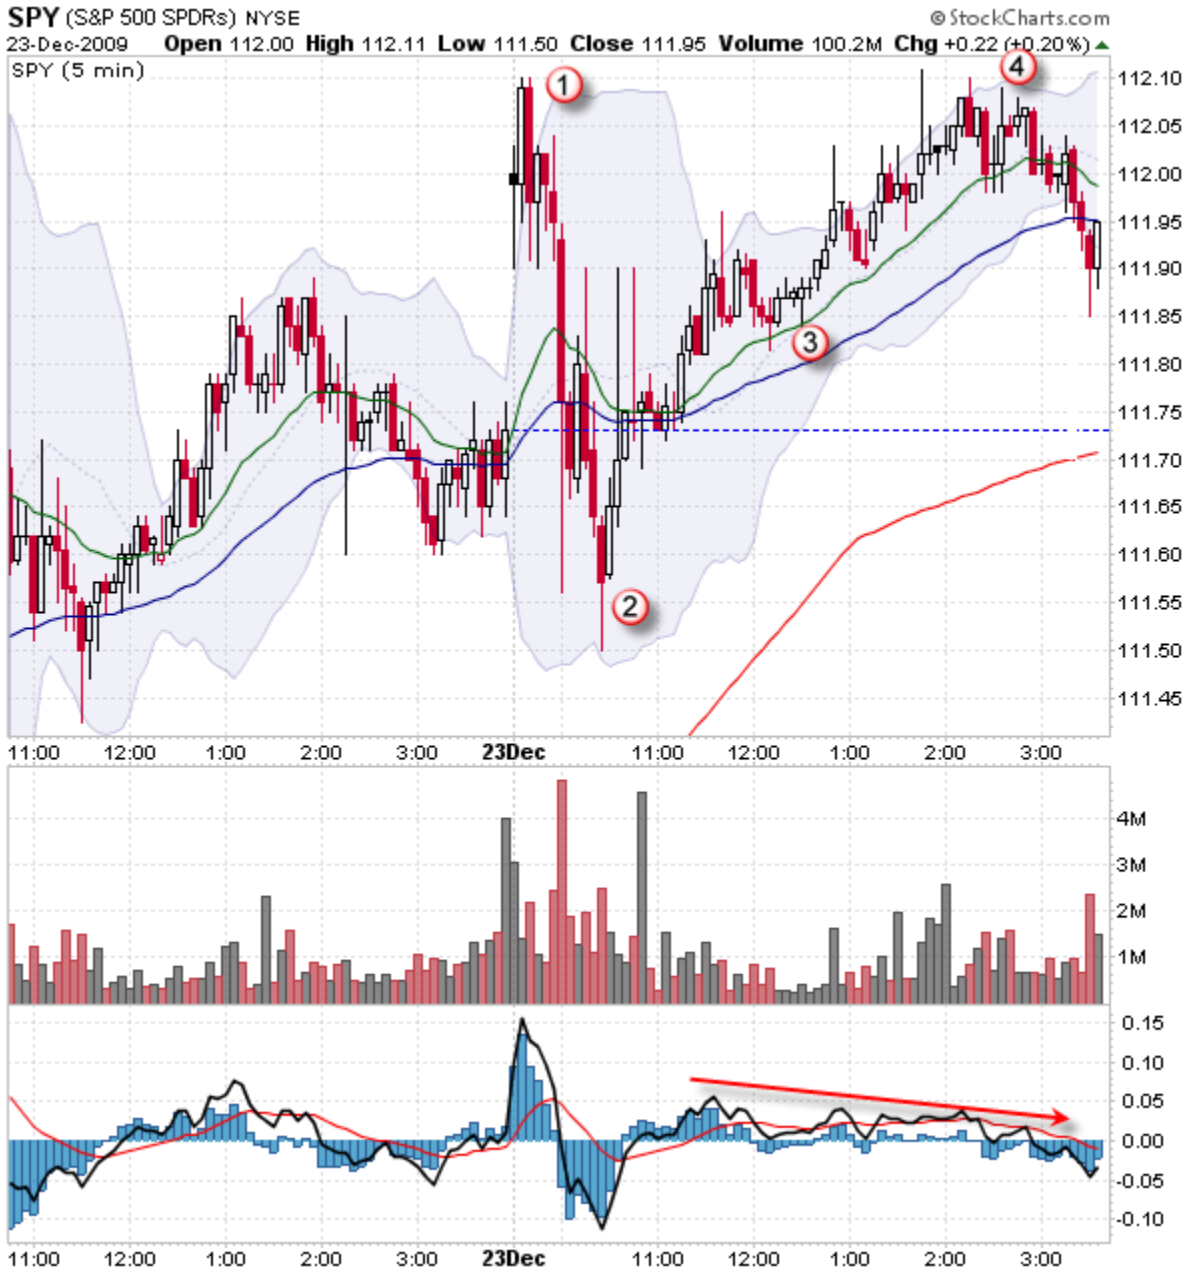 SPY (S&P 500 SPDRs) NYSE
© StockCharts.com
23-Dec-2009 Open 112.00 High 112.11 Low 111.50 Close 111.95 Volume 100.2M Chg +0.22 (+0.20%)
SPY (5 min)
1
4
3
2
112.10
112.05
112.00
111.95
111.90
111.85
111.80
111.75
111.70
111.65
111.60
111.55
111.50
111.45
11:00 12:00 1:00 2:00 3:00 23Dec 11:00 12:00 1:00 2:00 3:00
4M
3M
2M
1M
0.15
0.10
0.05
0.00
-0.05
-0.10
11:00 12:00 1:00 2:00 3:00 23Dec 11:00 12:00 1:00 2:00 3:00